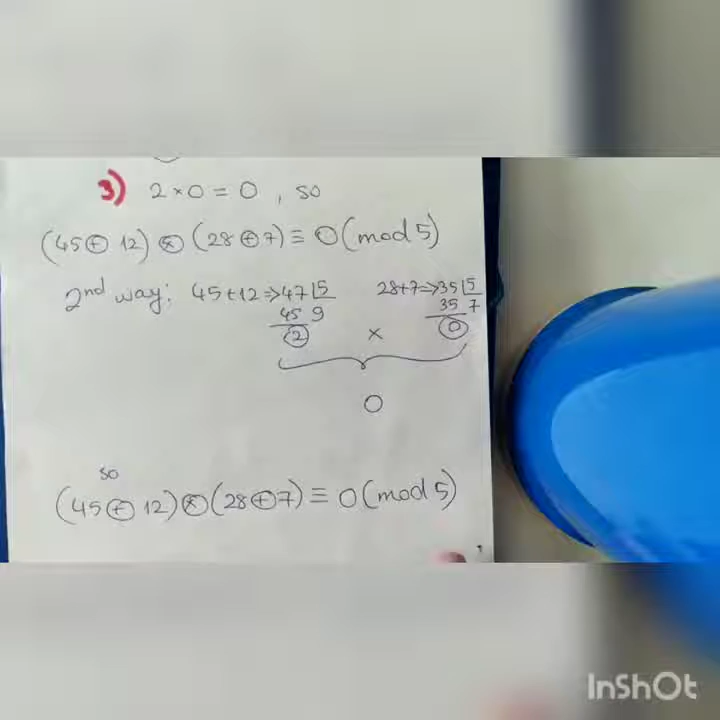 3) 2 × 0 = 0 , so
(45 ⊕ 12) ⊗ (28 ⊕ 7) ≡ 0 (mod 5)
2nd way: 45+12 ⇒ 47 | 5 28+7 ⇒ 35 | 5
45 9 35 7
2 × 0
0
so
(45 ⊕ 12) ⊗ (28 ⊕ 7) ≡ 0 (mod 5)
InShOt